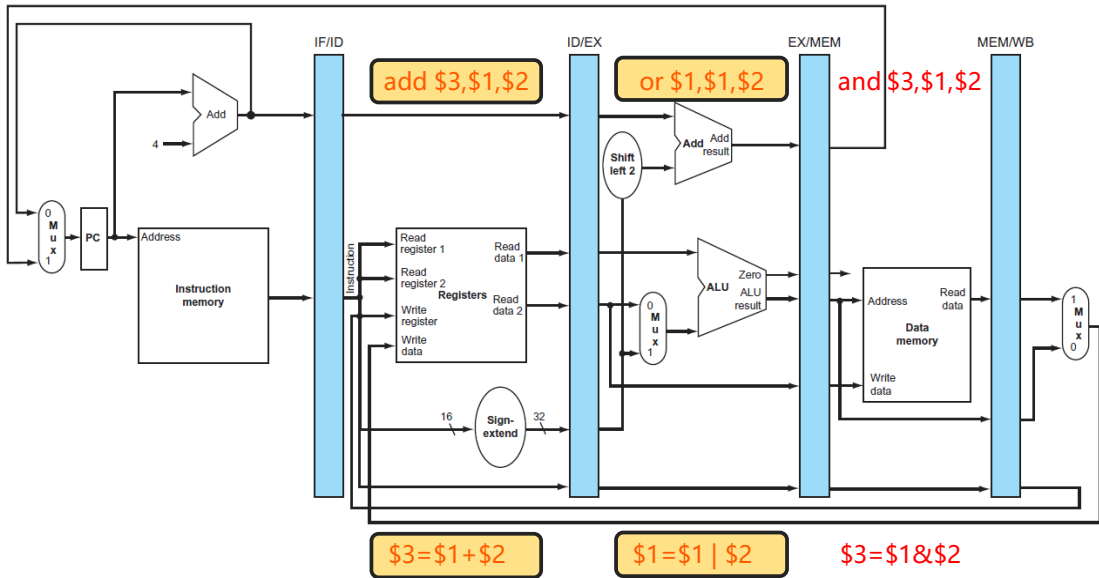 IF/ID
ID/EX
EX/MEM
MEM/WB
add $3,$1,$2
or $1,$1,$2
and $3,$1,$2
Add
4
Shift
left 2
Add
Add
result
0
M
u
x
1
PC
Address
Instruction
memory
Instruction
Read
register 1
Read
register 2
Write
register
Write
data
Registers
Read
data 1
Read
data 2
0
M
u
x
1
ALU
Zero
ALU
result
Address
Read
data
Data
memory
Write
data
1
M
u
x
0
16
Sign-
extend
32
$3=$1+$2
$1=$1 | $2
$3=$1&$2